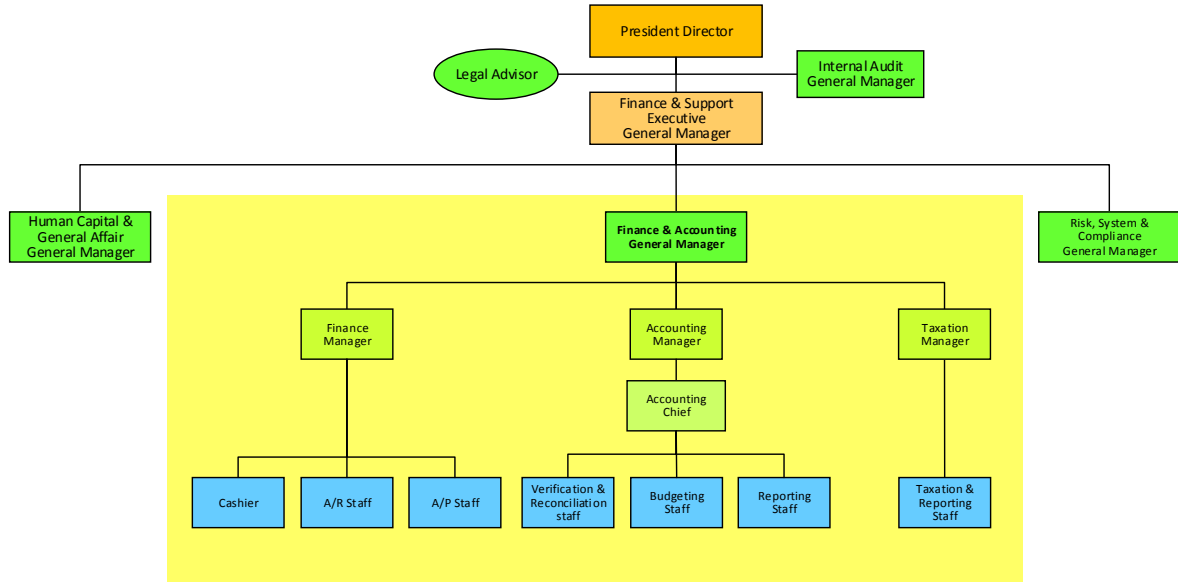 President Director
Legal Advisor
Internal Audit
General Manager
Finance & Support
Executive
General Manager
Human Capital &
General Affair
General Manager
Finance & Accounting
General Manager
Risk, System &
Compliance
General Manager
Finance
Manager
Accounting
Manager
Taxation
Manager
Accounting
Chief
Cashier
A/R Staff
A/P Staff
Verification &
Reconciliation
staff
Budgeting
Staff
Reporting
Staff
Taxation &
Reporting
Staff